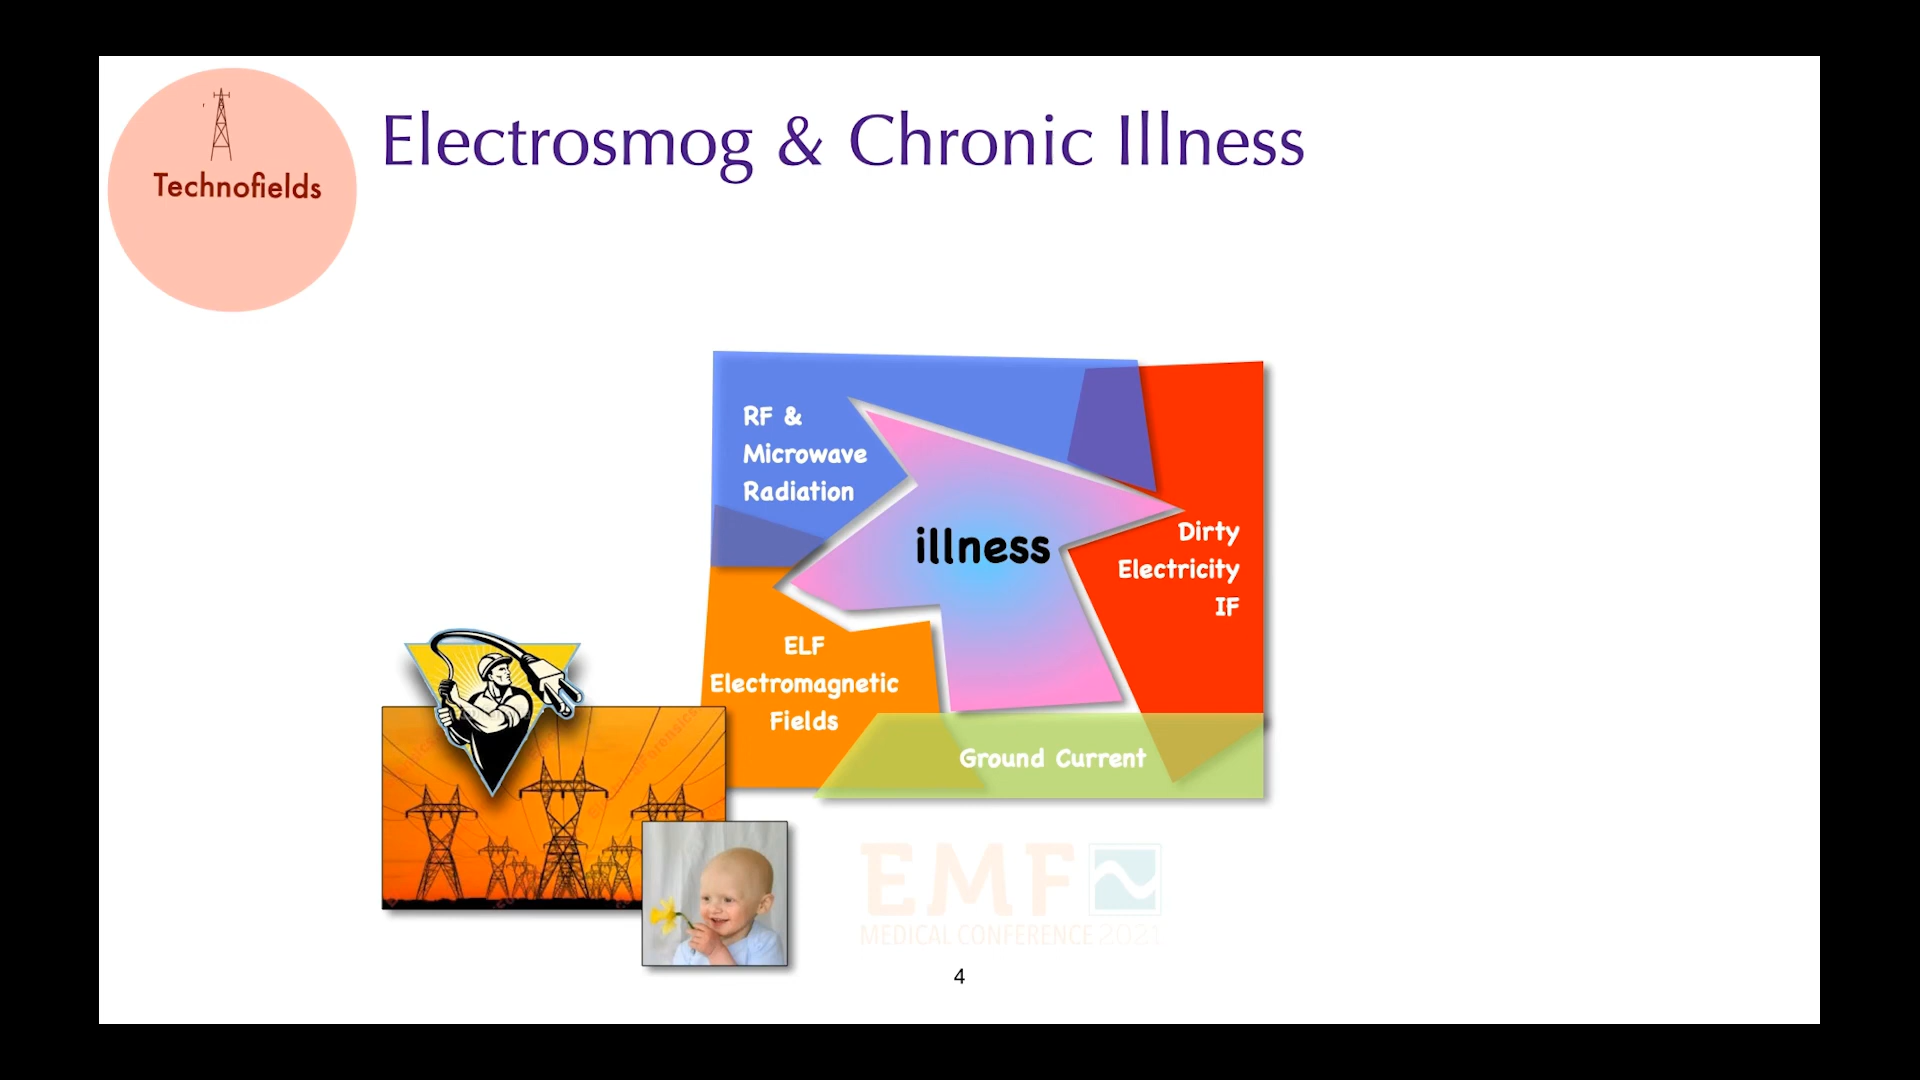 Technofields
Electrosmog & Chronic Illness
RF &
Microwave
Radiation
illness
Dirty
Electricity
IF
ELF
Electromagnetic
Fields
Ground Current
EMF
MEDICAL CONFERENCE 2021
4